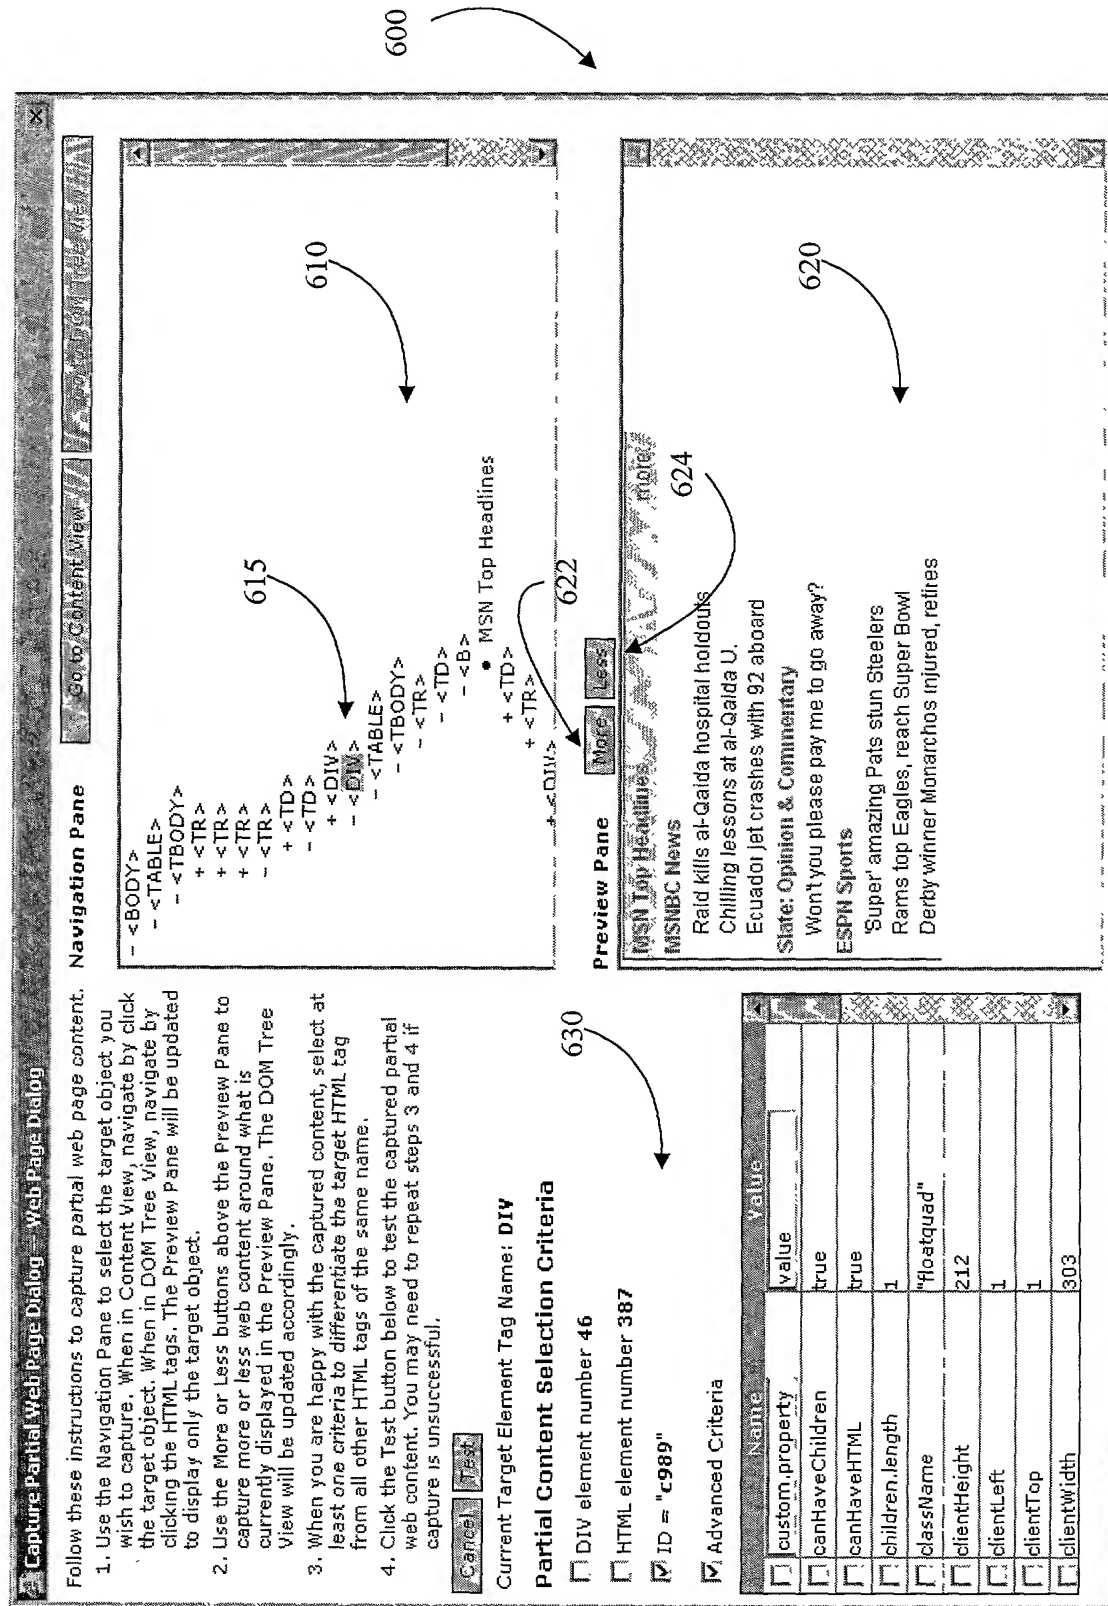 Capture Partial Web Page Dialog -- Web Page Dialog
Follow these instructions to capture partial web page content.
1. Use the Navigation Pane to select the target object you
wish to capture. When in Content View, navigate by click
the target object. When in DOM Tree View, navigate by
clicking the HTML tags. The Preview Pane will be updated
to display only the target object.
2. Use the More or Less buttons above the Preview Pane to
capture more or less web content around what is
currently displayed in the Preview Pane. The DOM Tree
View will be updated accordingly.
3. When you are happy with the captured content, select at
least one criteria to differentiate the target HTML tag
from all other HTML tags of the same name.
4. Click the Test button below to test the captured partial
web content. You may need to repeat steps 3 and 4 if
capture is unsuccessful.
Cancel Test
Current Target Element Tag Name: DIV
Partial Content Selection Criteria
DIV element number 46
HTML element number 387
ID = "c989"
Advanced Criteria
630
Name Value
custom.property value
canHaveChildren true
canHaveHTML true
children.length 1
className "floatquad"
clientHeight 212
clientLeft 1
clientTop 1
clientWidth 303
Navigation Pane
Go to Content View Go to DOM Tree View
- <BODY>
- <TABLE>
- <TBODY>
+ <TR>
+ <TR>
+ <TR>
- <TR>
+ <TD>
- <TD>
+ <DIV>
- <DIV>
- <TABLE>
- <TBODY>
- <TR>
- <TD>
- <B>
• MSN Top Headlines
+ <TD>
+ <TR>
+ <DIV>
615
610
Preview Pane
More Less
622
624
MSN Top Headlines more
MSNBC News
Raid kills al-Qaida hospital holdouts
Chilling lessons at al-Qaida U.
Ecuador jet crashes with 92 aboard
Slate: Opinion & Commentary
Won't you please pay me to go away?
ESPN Sports
'Super' amazing Pats stun Steelers
Rams top Eagles, reach Super Bowl
Derby winner Monarchos injured, retires
620
600